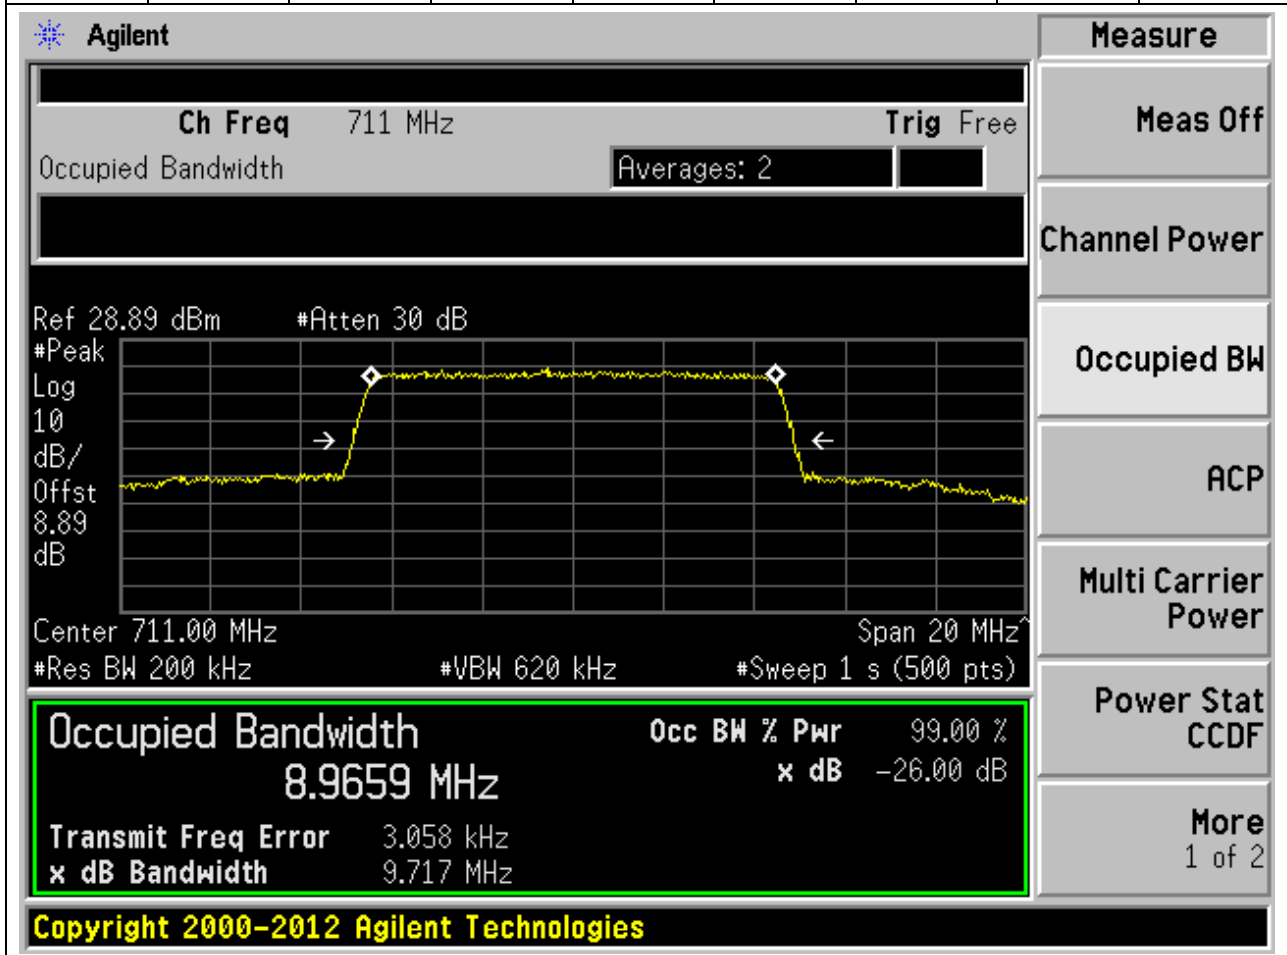 Agilent
Measure
Ch Freq 711 MHz Trig Free
Occupied Bandwidth Averages: 2
Meas Off
Channel Power
Occupied BW
ACP
Multi Carrier
Power
Power Stat
CCDF
More
1 of 2
Ref 28.89 dBm #Atten 30 dB
#Peak
Log
10
dB/
Offst
8.89
dB
Center 711.00 MHz Span 20 MHz^
#Res BW 200 kHz #VBW 620 kHz #Sweep 1 s (500 pts)
Occupied Bandwidth Occ BW % Pwr 99.00 %
8.9659 MHz x dB -26.00 dB
Transmit Freq Error 3.058 kHz
x dB Bandwidth 9.717 MHz
Copyright 2000-2012 Agilent Technologies